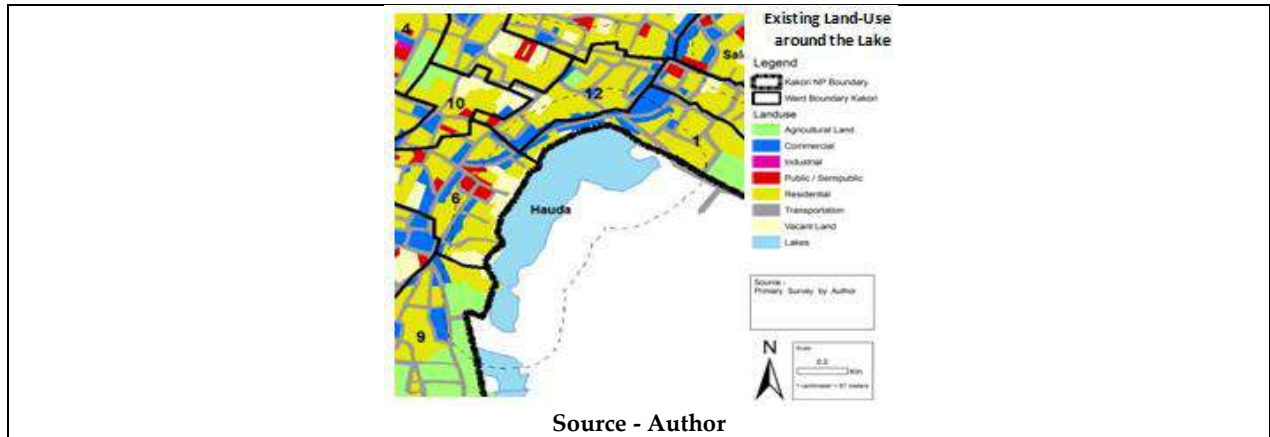 Existing Land-Use
around the Lake
4
Sal
Legend
Kakori NP Boundary
Ward Boundary Kakori
Landuse
Agricultural Land
Commercial
Industrial
Public / Semipublic
Residential
Transportation
Vacant Land
Lakes
10
12
1
6
Hauda
9
Source :
Primary Survey by Author
N
Scale
Km
Source - Author